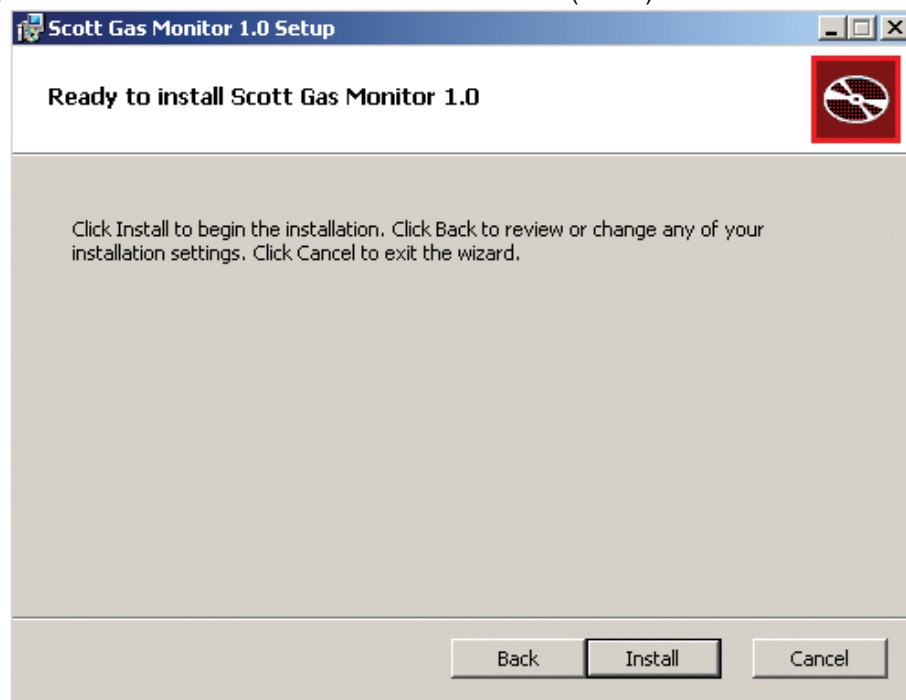 Scott Gas Monitor 1.0 Setup
Ready to install Scott Gas Monitor 1.0
Click Install to begin the installation. Click Back to review or change any of your
installation settings. Click Cancel to exit the wizard.
Back Install Cancel